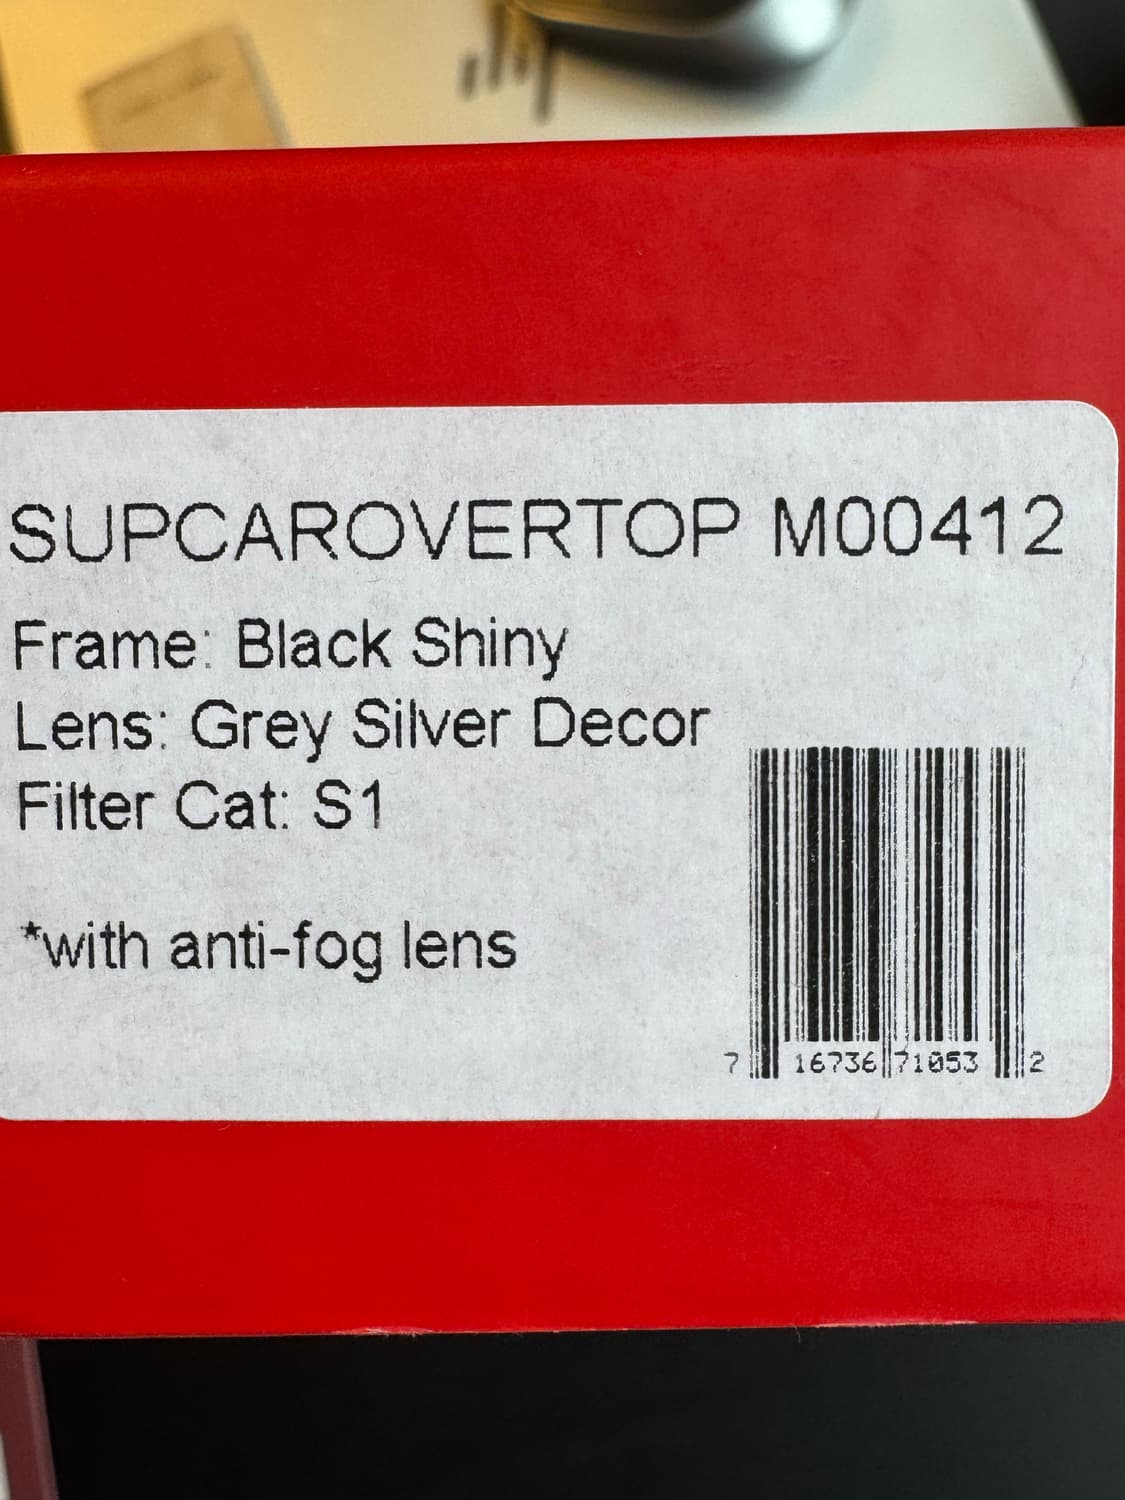 SUPCAROVERTOP M00412
Frame: Black Shiny
Lens: Grey Silver Decor
Filter Cat: S1
*with anti-fog lens
7 16736 71053 2